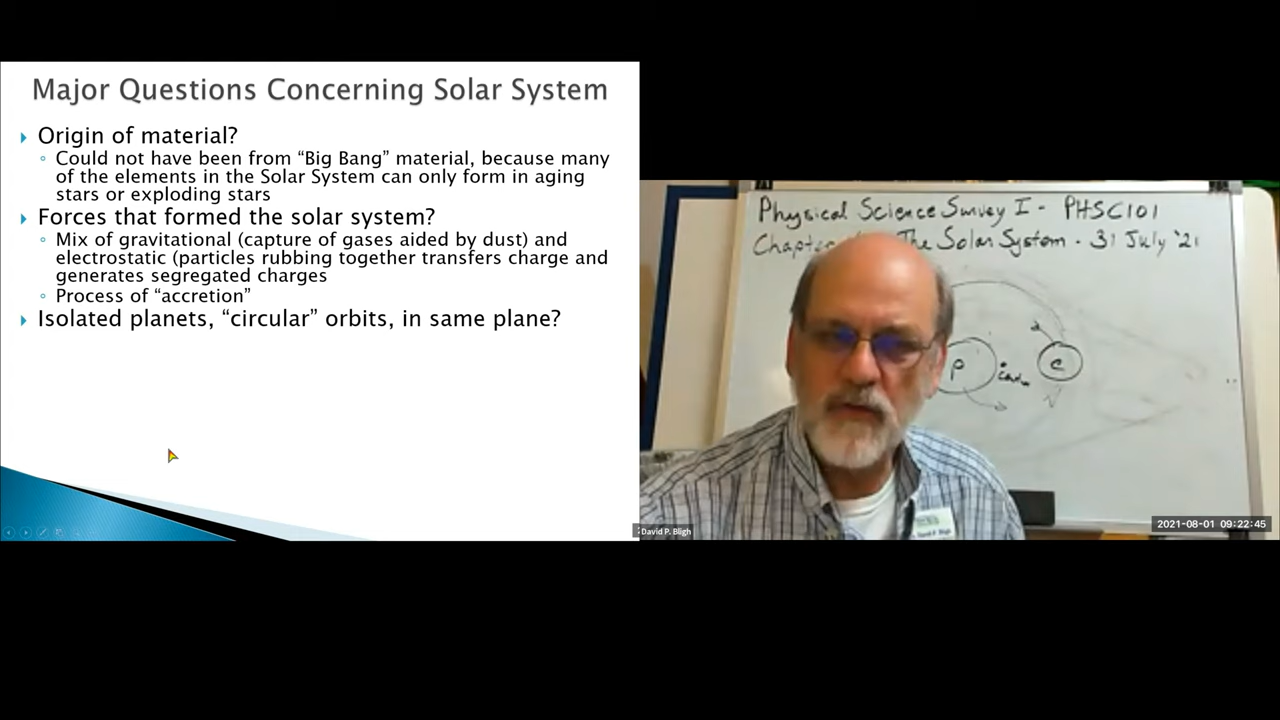 Major Questions Concerning Solar System
Origin of material?
Could not have been from “Big Bang” material, because many
of the elements in the Solar System can only form in aging
stars or exploding stars
Forces that formed the solar system?
Mix of gravitational (capture of gases aided by dust) and
electrostatic (particles rubbing together transfers charge and
generates segregated charges
Process of “accretion”
Isolated planets, “circular” orbits, in same plane?
Physical Science Survey I - PHSC101
The Solar System - 31 July '21
P
C
David P. Bligh
David P. Bligh
2021-08-01 09:22:45